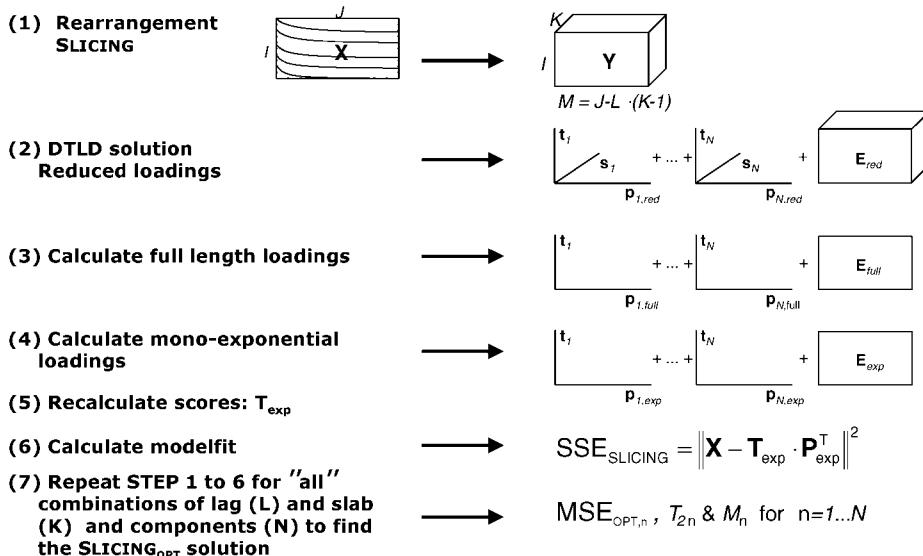 (1) Rearrangement
SLICING
J
I
X
K
I
Y
M = J-L ·(K-1)
(2) DTLD solution
Reduced loadings
t1
s1
p1,red
+ ... +
tN
sN
pN,red
+
Ered
(3) Calculate full length loadings
t1
p1,full
+ ... +
tN
pN,full
+
Efull
(4) Calculate mono-exponential
loadings
t1
p1,exp
+ ... +
tN
pN,exp
+
Eexp
(5) Recalculate scores: Texp
(6) Calculate modelfit
SSESLICING = ‖X − Texp · PTexp‖2
(7) Repeat STEP 1 to 6 for "all"
combinations of lag (L) and slab
(K) and components (N) to find
the SLICINGOPT solution
MSEOPT,n , T2n & Mn for n=1...N